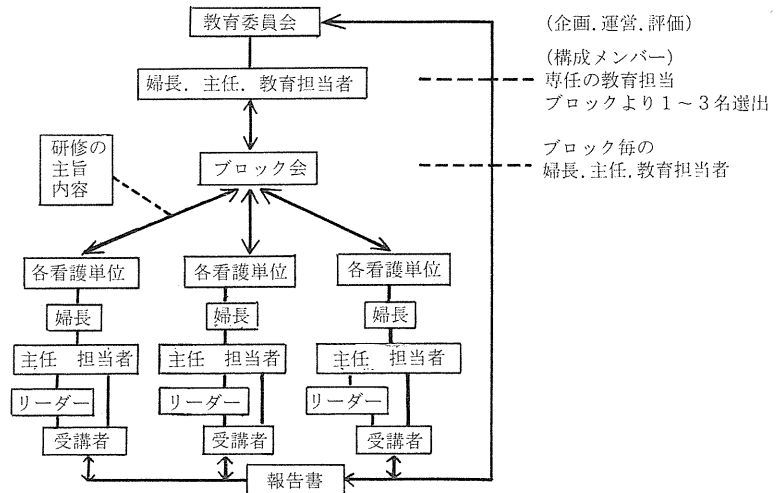 教育委員会
(企画.運営.評価)
婦長.主任.教育担当者
(構成メンバー)
専任の教育担当
ブロックより1～3名選出
研修の
主旨
内容
ブロック会
ブロック毎の
婦長.主任.教育担当者
各看護単位
各看護単位
各看護単位
婦長
婦長
婦長
主任 担当者
主任 担当者
主任 担当者
リーダー
リーダー
リーダー
受講者
受講者
受講者
報告書